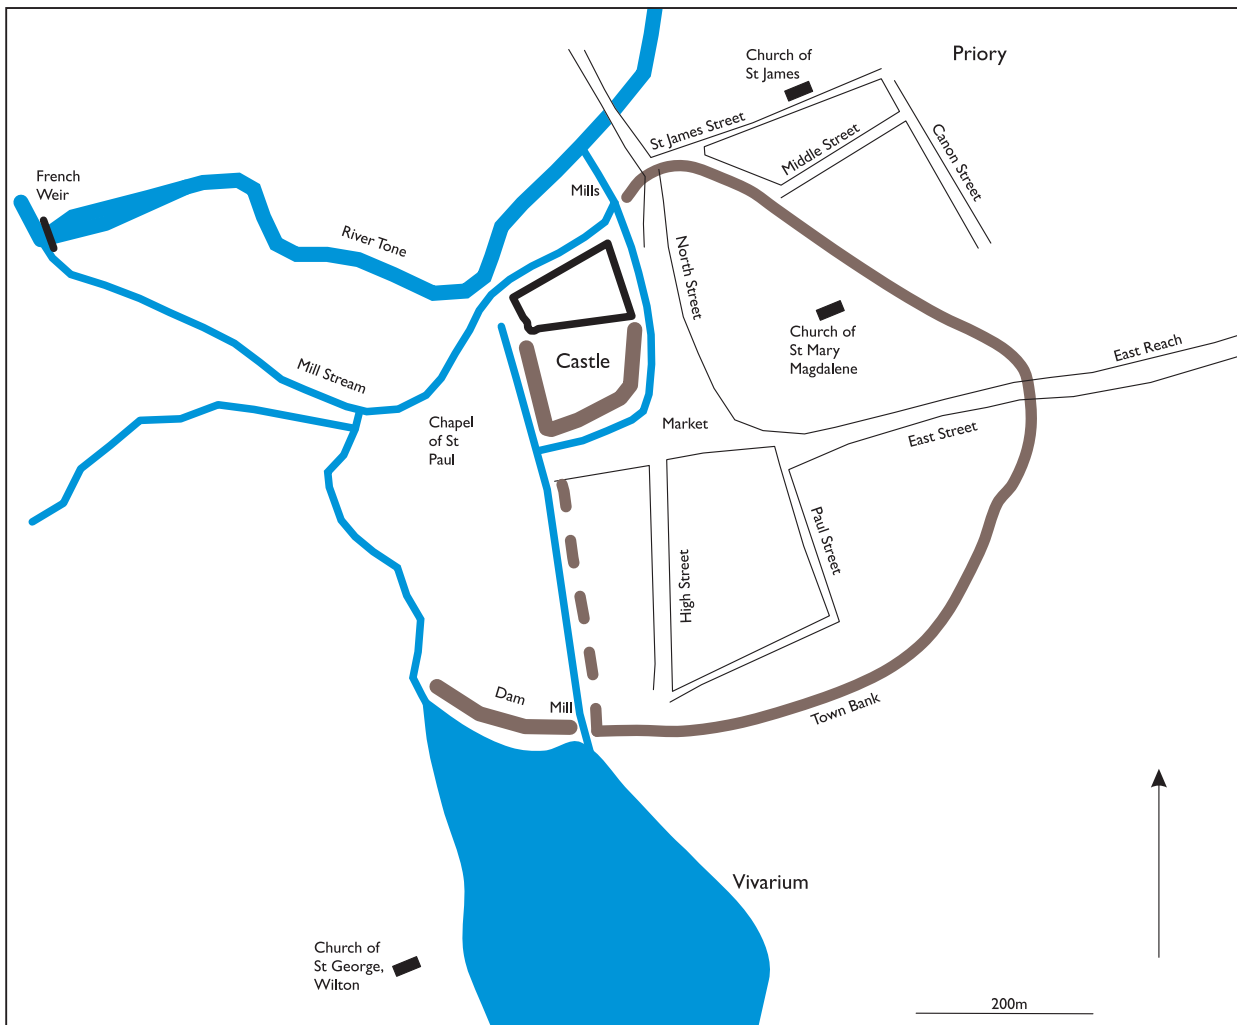 Church of
St James
Priory
St James Street
Middle Street
Canon Street
French
Weir
Mills
River Tone
North Street
Church of
St Mary
Magdalene
East Reach
Mill Stream
Castle
Chapel
of St
Paul
Market
East Street
Paul Street
High Street
Dam
Mill
Town Bank
Vivarium
Church of
St George,
Wilton
200m